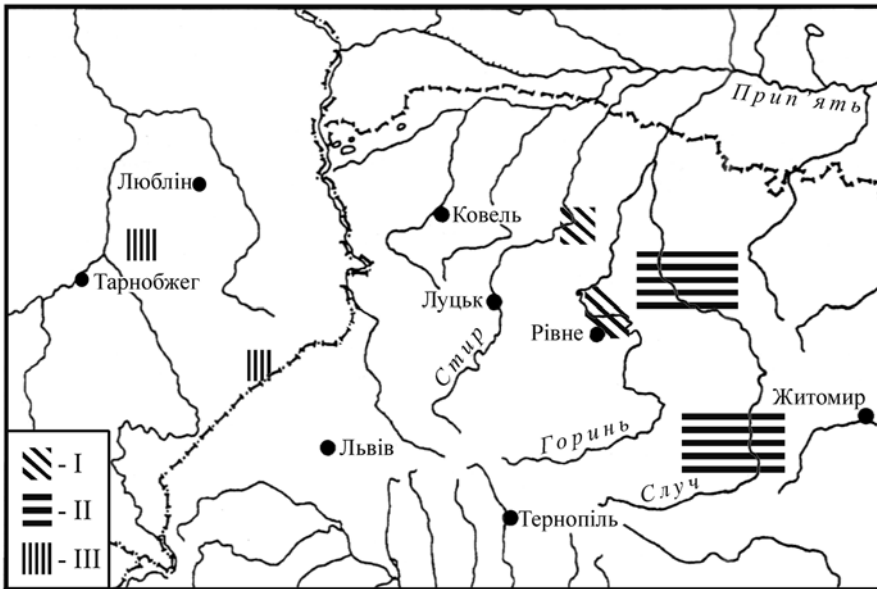 Прип'ять
Люблін
Ковель
Тарнобжег
Луцьк
Стир
Рівне
Житомир
Львів
Горинь
Случ
Тернопіль
- I
- II
- III